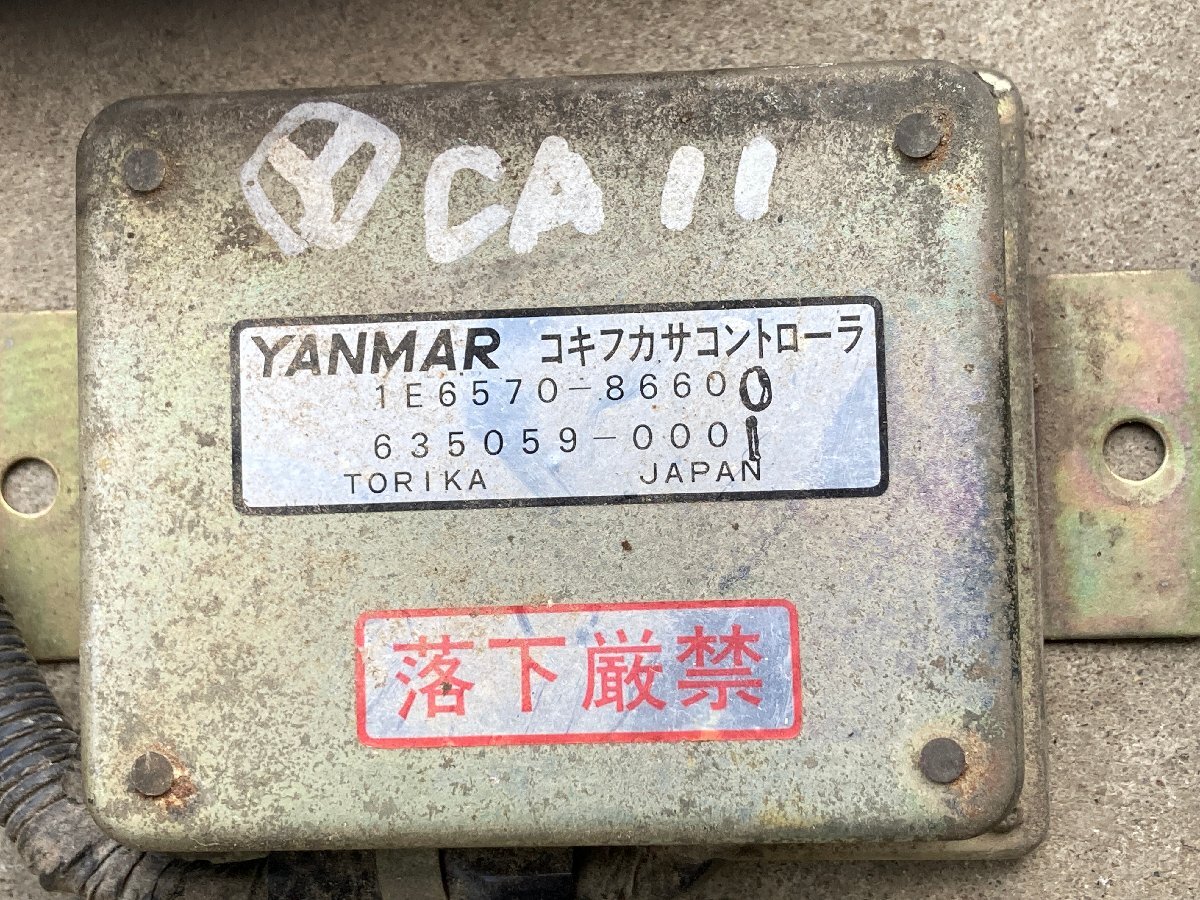 Y CA 11
YANMAR コキフカサコントローラ
1E6570-86600
635059-0001
TORIKA JAPAN
落下厳禁